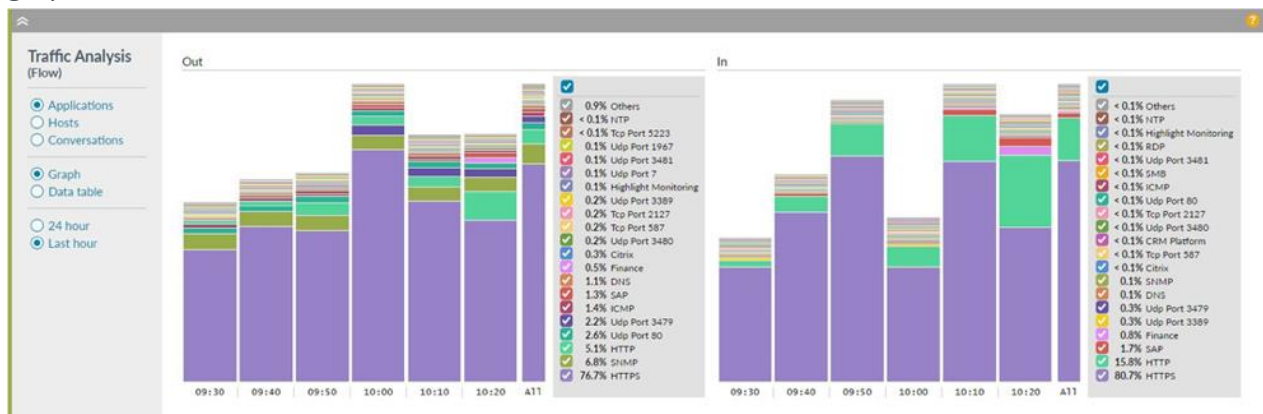 Traffic Analysis
(Flow)
Applications
Hosts
Conversations
Graph
Data table
24 hour
Last hour
Out
0.9% Others
< 0.1% NTP
< 0.1% Tcp Port 5223
0.1% Udp Port 1967
0.1% Udp Port 3481
0.1% Udp Port 7
0.1% Highlight Monitoring
0.2% Udp Port 3389
0.2% Tcp Port 2127
0.2% Tcp Port 587
0.2% Udp Port 3480
0.3% Citrix
0.5% Finance
1.1% DNS
1.3% SAP
1.4% ICMP
2.2% Udp Port 3479
2.6% Udp Port 80
5.1% HTTP
6.8% SNMP
76.7% HTTPS
09:30 09:40 09:50 10:00 10:10 10:20 All
In
< 0.1% Others
< 0.1% NTP
< 0.1% Highlight Monitoring
< 0.1% RDP
< 0.1% Udp Port 3481
< 0.1% SMB
< 0.1% ICMP
< 0.1% Udp Port 80
< 0.1% Tcp Port 2127
< 0.1% Udp Port 3480
< 0.1% CRM Platform
< 0.1% Tcp Port 587
< 0.1% Citrix
0.1% SNMP
0.1% DNS
0.3% Udp Port 3479
0.3% Udp Port 3389
0.8% Finance
1.7% SAP
15.8% HTTP
80.7% HTTPS
09:30 09:40 09:50 10:00 10:10 10:20 All
?